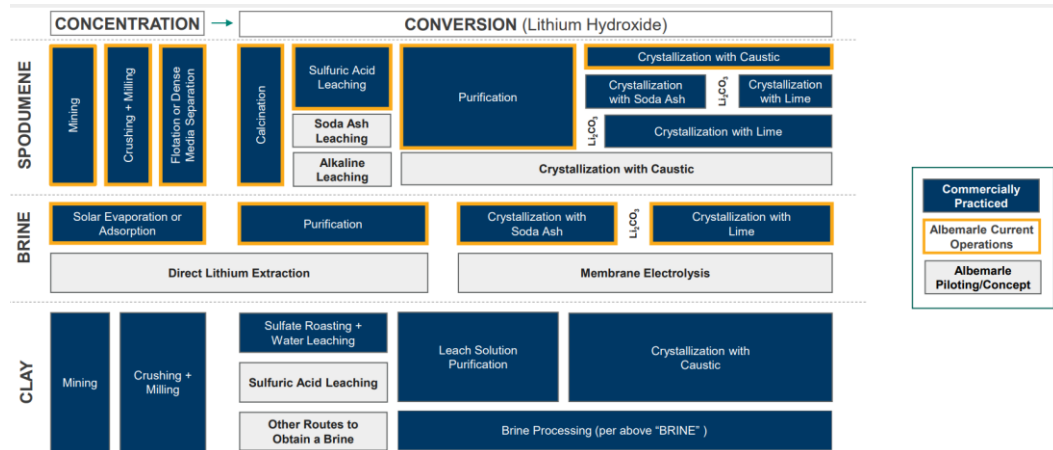 CONCENTRATION
CONVERSION (Lithium Hydroxide)
SPODUMENE
Mining
Crushing + Milling
Flotation or Dense
Media Separation
Calcination
Sulfuric Acid
Leaching
Soda Ash
Leaching
Alkaline
Leaching
Purification
Crystallization with Caustic
Crystallization
with Soda Ash
Li₂CO₃
Crystallization
with Lime
Li₂CO₃
Crystallization with Lime
Crystallization with Caustic
BRINE
Solar Evaporation or
Adsorption
Purification
Crystallization with
Soda Ash
Li₂CO₃
Crystallization with
Lime
Direct Lithium Extraction
Membrane Electrolysis
CLAY
Mining
Crushing +
Milling
Sulfate Roasting +
Water Leaching
Sulfuric Acid Leaching
Other Routes to
Obtain a Brine
Leach Solution
Purification
Crystallization with
Caustic
Brine Processing (per above “BRINE” )
Commercially
Practiced
Albemarle Current
Operations
Albemarle
Piloting/Concept